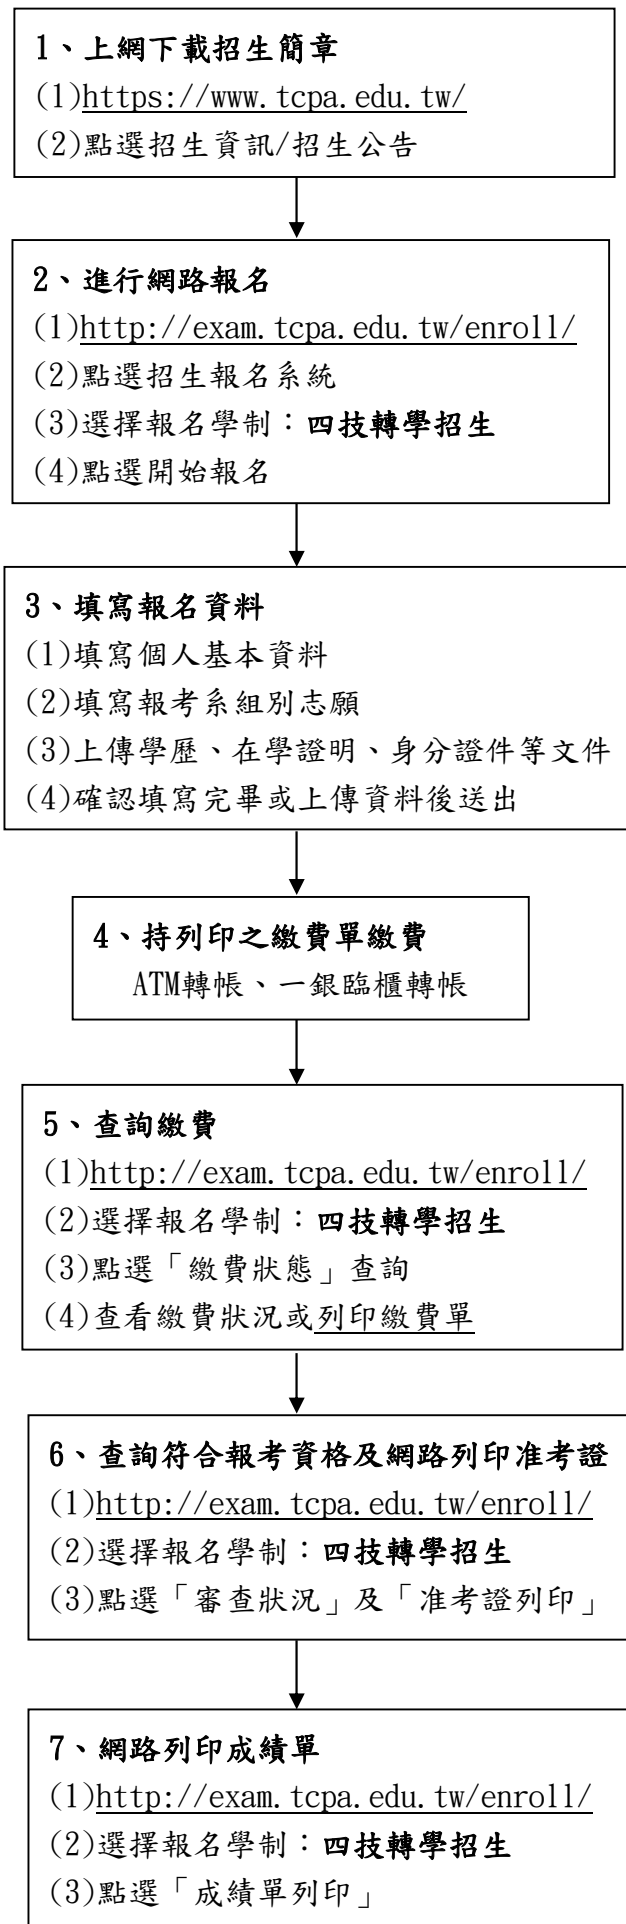 1、上網下載招生簡章
(1)https://www.tcpa.edu.tw/
(2)點選招生資訊/招生公告
2、進行網路報名
(1)http://exam.tcpa.edu.tw/enroll/
(2)點選招生報名系統
(3)選擇報名學制：四技轉學招生
(4)點選開始報名
3、填寫報名資料
(1)填寫個人基本資料
(2)填寫報考系組別志願
(3)上傳學歷、在學證明、身分證件等文件
(4)確認填寫完畢或上傳資料後送出
4、持列印之繳費單繳費
ATM轉帳、一銀臨櫃轉帳
5、查詢繳費
(1)http://exam.tcpa.edu.tw/enroll/
(2)選擇報名學制：四技轉學招生
(3)點選「繳費狀態」查詢
(4)查看繳費狀況或列印繳費單
6、查詢符合報考資格及網路列印准考證
(1)http://exam.tcpa.edu.tw/enroll/
(2)選擇報名學制：四技轉學招生
(3)點選「審查狀況」及「准考證列印」
7、網路列印成績單
(1)http://exam.tcpa.edu.tw/enroll/
(2)選擇報名學制：四技轉學招生
(3)點選「成績單列印」